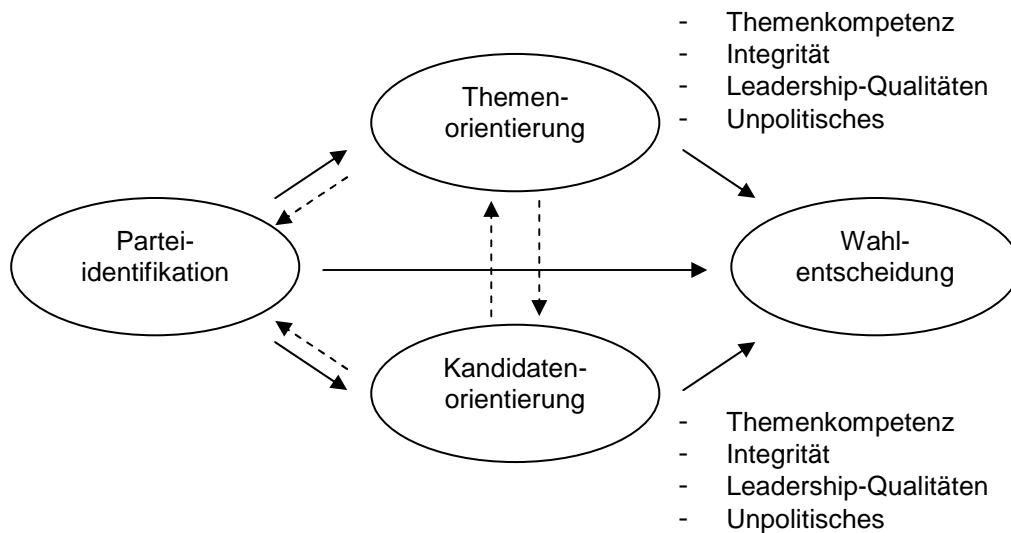 - Themenkompetenz
- Integrität
- Leadership-Qualitäten
- Unpolitisches
Themen-
orientierung
Partei-
identifikation
Wahl-
entscheidung
Kandidaten-
orientierung
- Themenkompetenz
- Integrität
- Leadership-Qualitäten
- Unpolitisches